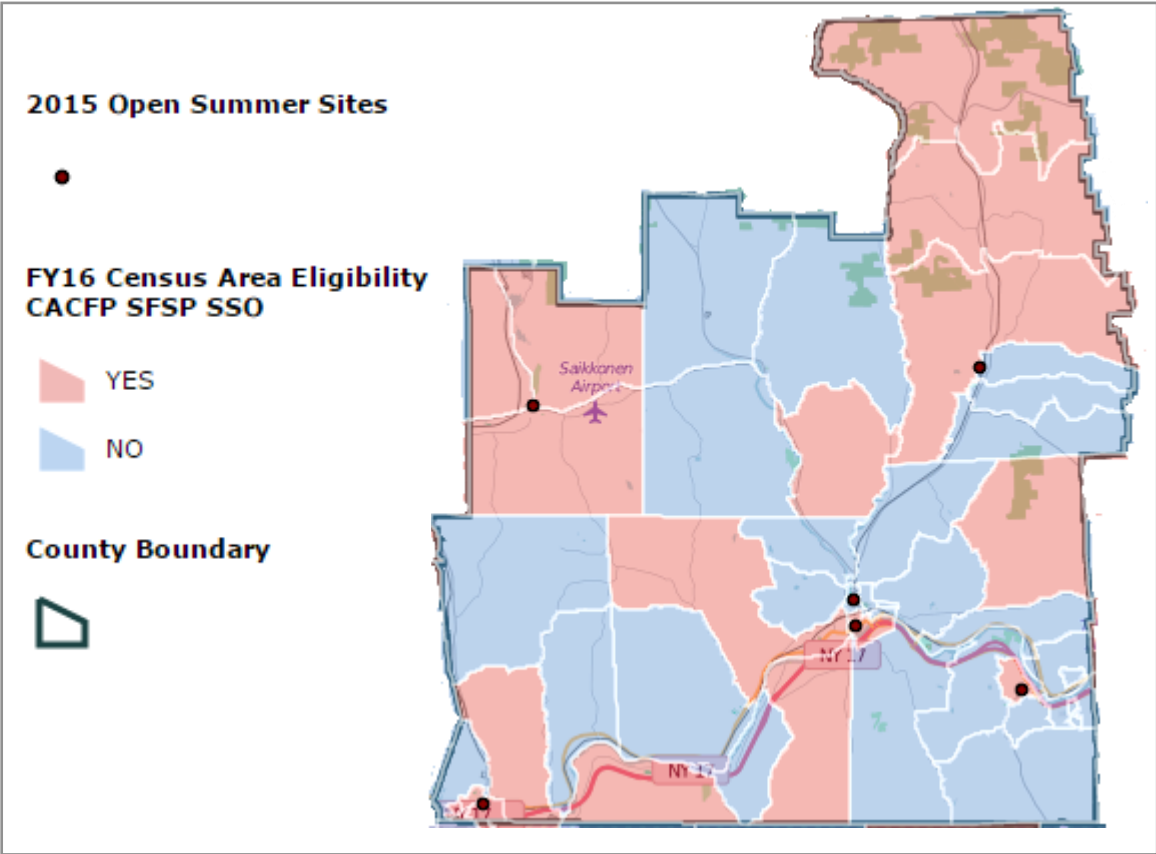 2015 Open Summer Sites
FY16 Census Area Eligibility
CACFP SFSP SSO
YES
NO
County Boundary
Saikkonen
Airport
NY 17
NY 17